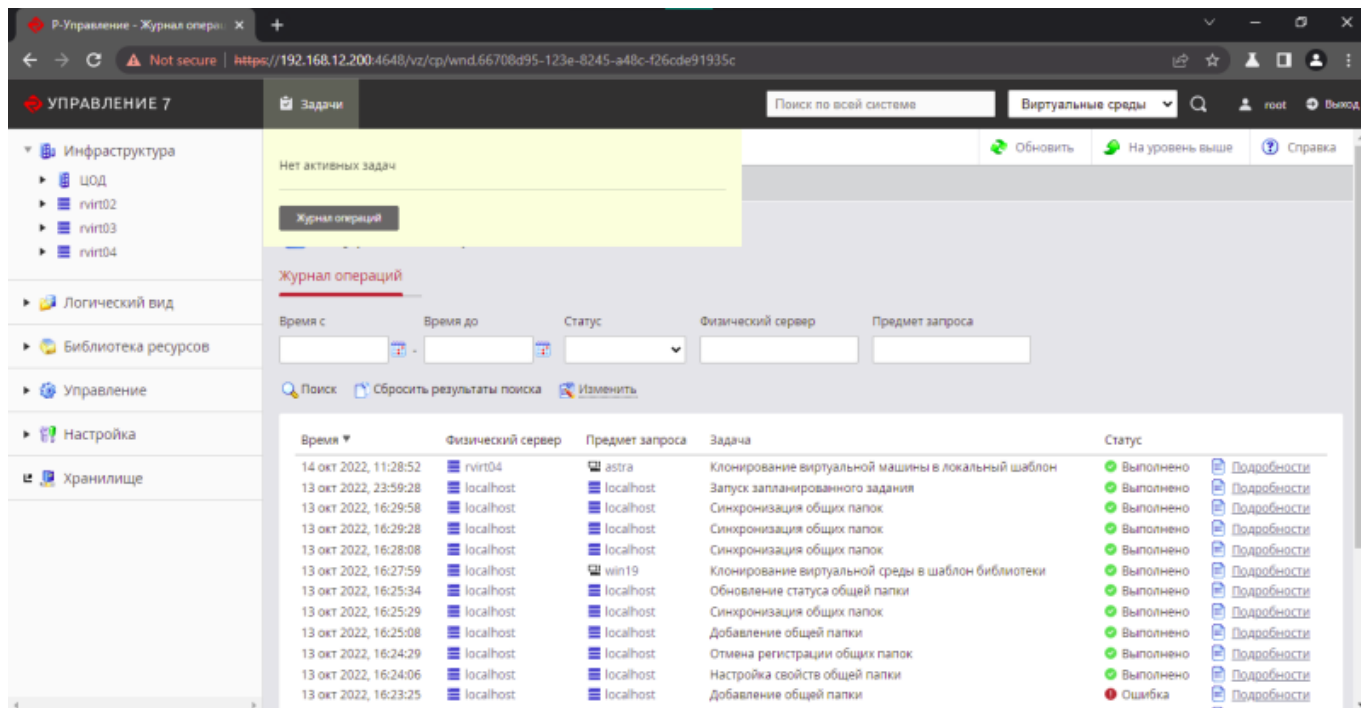 Р-Управление - Журнал опера
Not secure | https://192.168.12.200:4648/vz/cp/wnd.66708d95-123e-8245-a48c-f26cde91935c
УПРАВЛЕНИЕ 7
Задачи
Поиск по всей системе
Виртуальные среды
root
Выход
Инфраструктура
ЦОД
rvirt02
rvirt03
rvirt04
Логический вид
Библиотека ресурсов
Управление
Настройка
Хранилище
Нет активных задач
Журнал операций
Обновить
На уровень выше
Справка
Журнал операций
Время с
Время до
Статус
Физический сервер
Предмет запроса
-
Поиск
Сбросить результаты поиска
Изменить
Время Физический сервер Предмет запроса Задача Статус
14 окт 2022, 11:28:52 rvirt04 astra Клонирование виртуальной машины в локальный шаблон Выполнено Подробности
13 окт 2022, 23:59:28 localhost localhost Запуск запланированного задания Выполнено Подробности
13 окт 2022, 16:29:58 localhost localhost Синхронизация общих папок Выполнено Подробности
13 окт 2022, 16:29:28 localhost localhost Синхронизация общих папок Выполнено Подробности
13 окт 2022, 16:28:08 localhost localhost Синхронизация общих папок Выполнено Подробности
13 окт 2022, 16:27:59 localhost win19 Клонирование виртуальной среды в шаблон библиотеки Выполнено Подробности
13 окт 2022, 16:25:34 localhost localhost Обновление статуса общей папки Выполнено Подробности
13 окт 2022, 16:25:29 localhost localhost Синхронизация общих папок Выполнено Подробности
13 окт 2022, 16:25:08 localhost localhost Добавление общей папки Выполнено Подробности
13 окт 2022, 16:24:29 localhost localhost Отмена регистрации общих папок Выполнено Подробности
13 окт 2022, 16:24:06 localhost localhost Настройка свойств общей папки Выполнено Подробности
13 окт 2022, 16:23:25 localhost localhost Добавление общей папки Ошибка Подробности